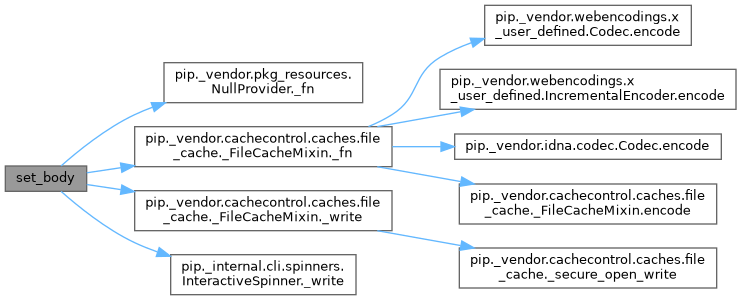 set_body
pip._vendor.pkg_resources.
NullProvider._fn
pip._vendor.cachecontrol.caches.file
_cache._FileCacheMixin._fn
pip._vendor.cachecontrol.caches.file
_cache._FileCacheMixin._write
pip._internal.cli.spinners.
InteractiveSpinner._write
pip._vendor.webencodings.x
_user_defined.Codec.encode
pip._vendor.webencodings.x
_user_defined.IncrementalEncoder.encode
pip._vendor.idna.codec.Codec.encode
pip._vendor.cachecontrol.caches.file
_cache._FileCacheMixin.encode
pip._vendor.cachecontrol.caches.file
_cache._secure_open_write